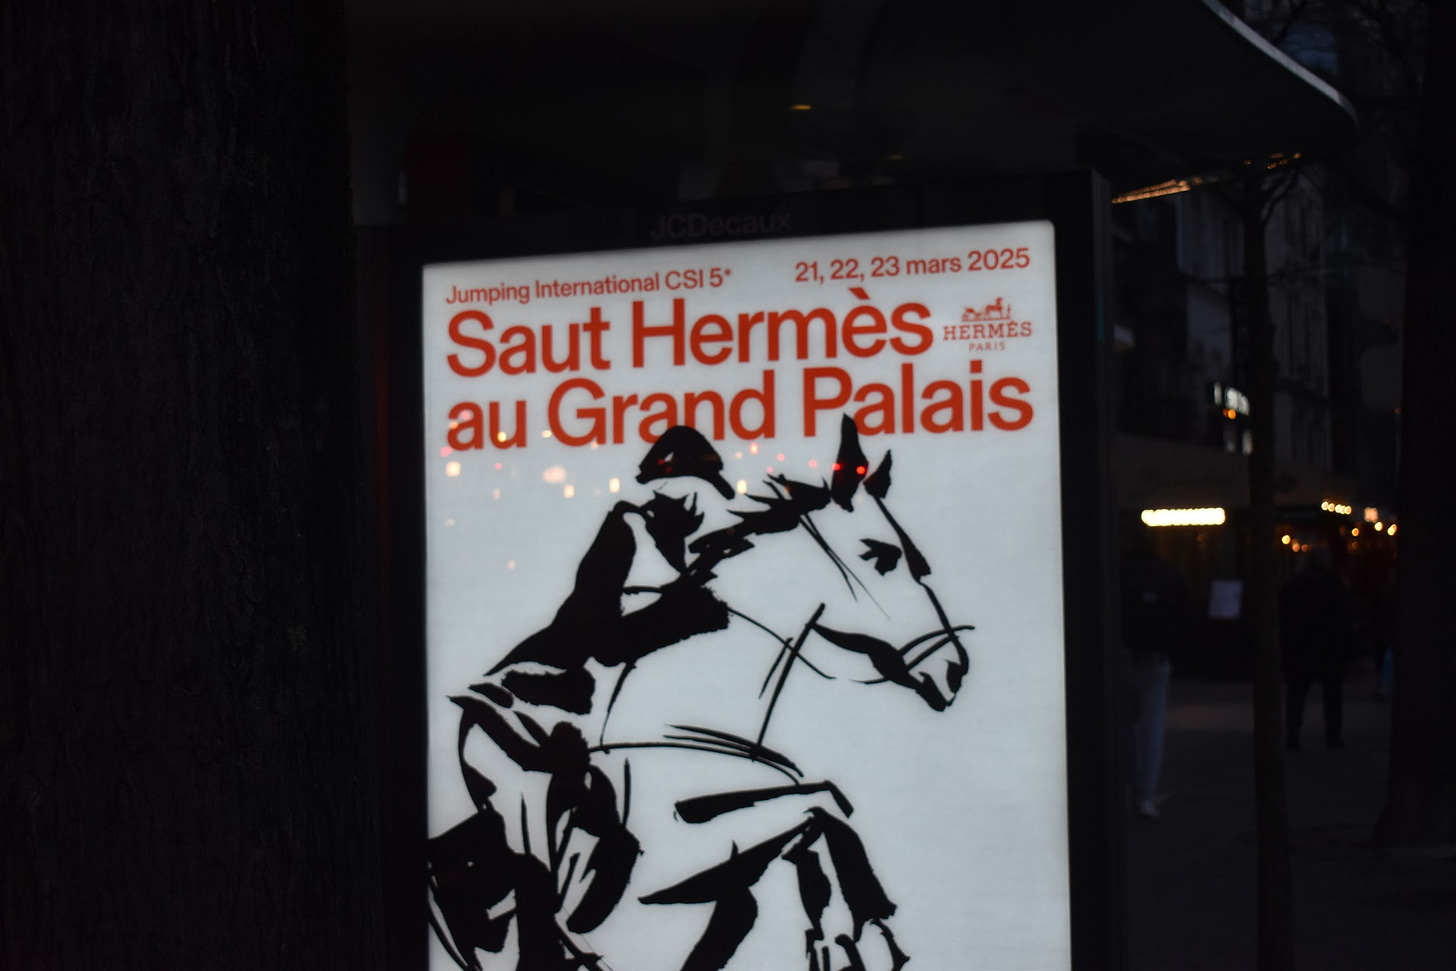 JCDecaux
Jumping International CSI 5* 21, 22, 23 mars 2025
Saut Hermès
HERMÈS
PARIS
au Grand Palais